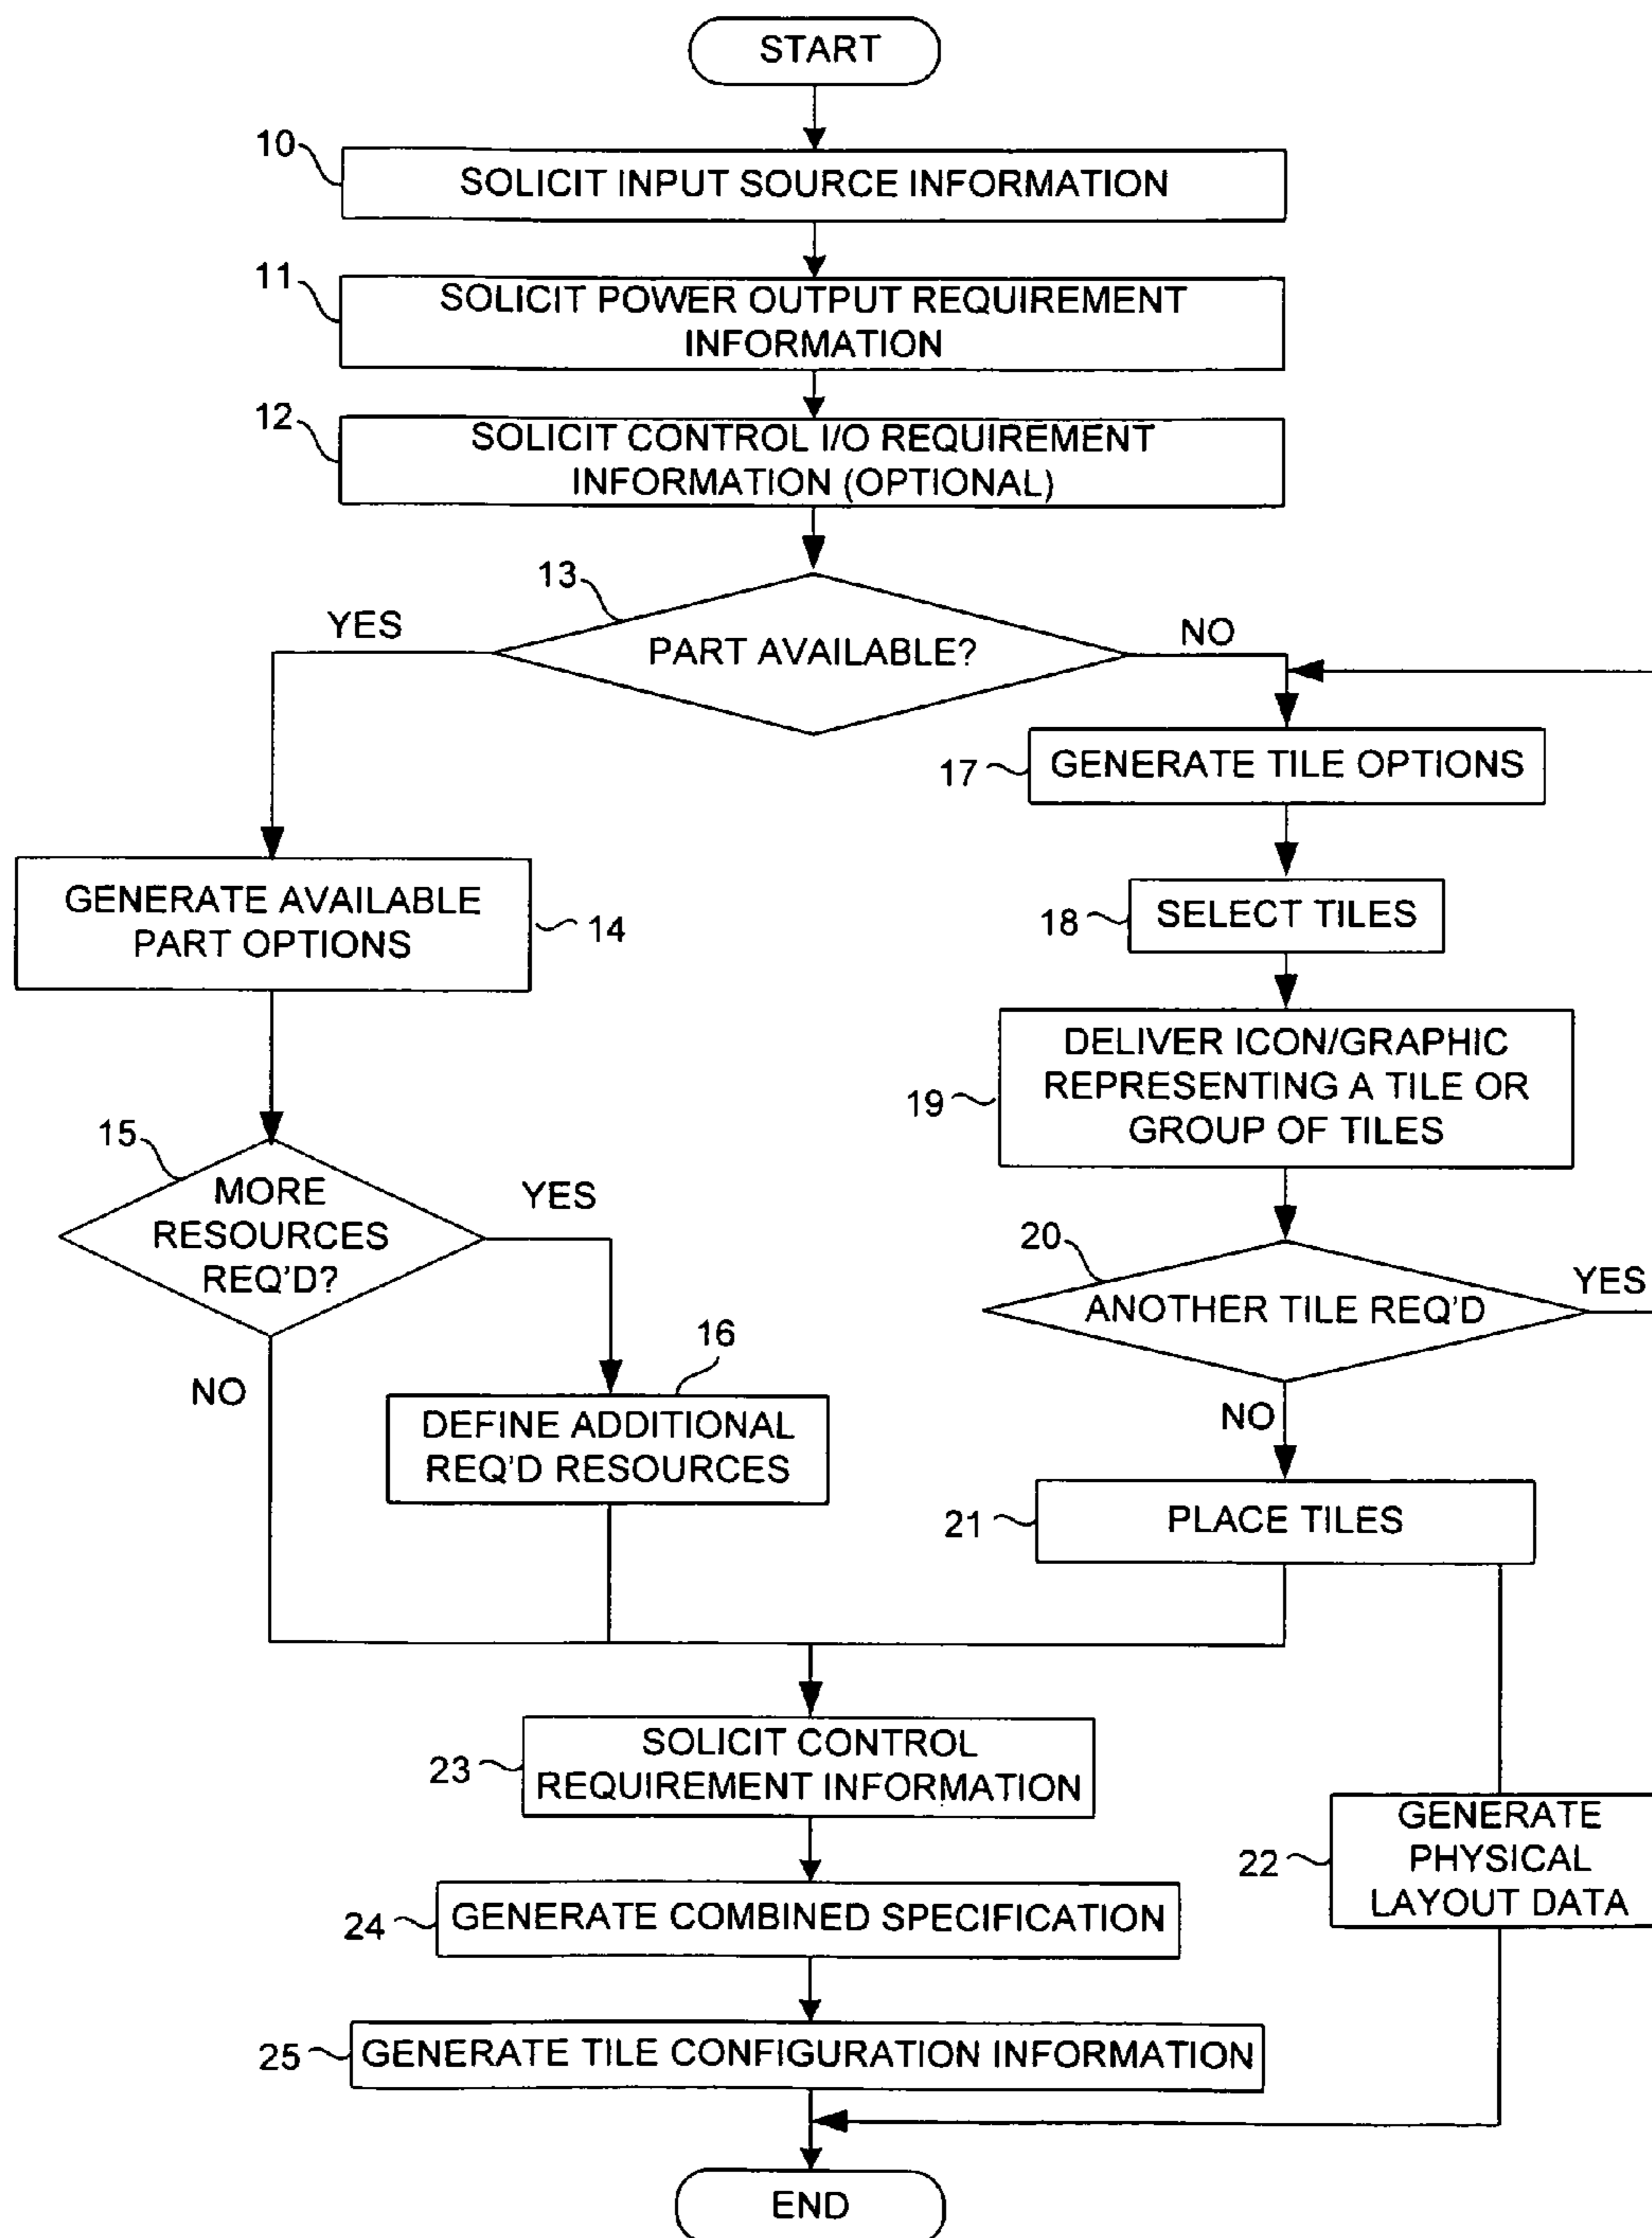 START
10
SOLICIT INPUT SOURCE INFORMATION
11
SOLICIT POWER OUTPUT REQUIREMENT
INFORMATION
12
SOLICIT CONTROL I/O REQUIREMENT
INFORMATION (OPTIONAL)
13
PART AVAILABLE?
YES
NO
GENERATE AVAILABLE
PART OPTIONS
14
15
MORE
RESOURCES
REQ'D?
YES
NO
16
DEFINE ADDITIONAL
REQ'D RESOURCES
17
GENERATE TILE OPTIONS
18
SELECT TILES
19
DELIVER ICON/GRAPHIC
REPRESENTING A TILE OR
GROUP OF TILES
20
ANOTHER TILE REQ'D
YES
NO
21
PLACE TILES
22
GENERATE
PHYSICAL
LAYOUT DATA
23
SOLICIT CONTROL
REQUIREMENT INFORMATION
24
GENERATE COMBINED SPECIFICATION
25
GENERATE TILE CONFIGURATION INFORMATION
END